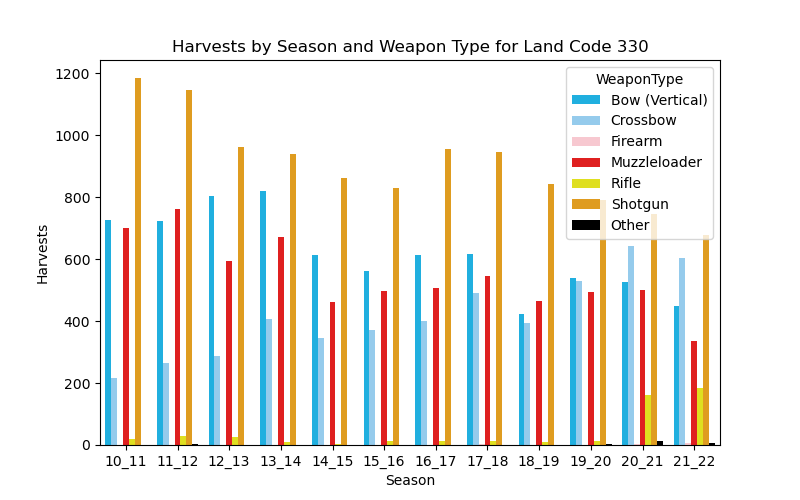 Harvests by Season and Weapon Type for Land Code 330
1200
1000
800
600
400
200
0
Harvests
WeaponType
Bow (Vertical)
Crossbow
Firearm
Muzzleloader
Rifle
Shotgun
Other
10_11 11_12 12_13 13_14 14_15 15_16 16_17 17_18 18_19 19_20 20_21 21_22
Season